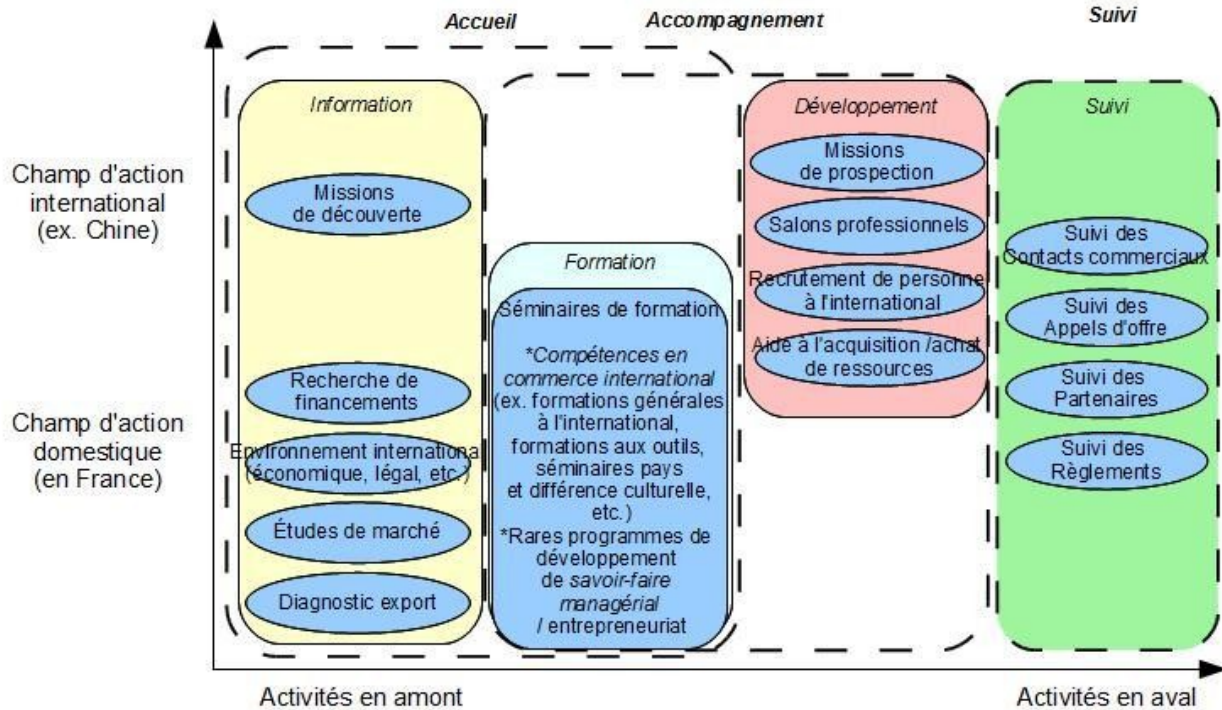 Accueil
Accompagnement
Suivi
Champ d'action
international
(ex. Chine)
Champ d'action
domestique
(en France)
Information
Missions
de découverte
Recherche de
financements
Environnement international
(économique, légal, etc.)
Études de marché
Diagnostic export
Formation
Séminaires de formation
*Compétences en
commerce international
(ex. formations générales
à l'international,
formations aux outils,
séminaires pays
et différence culturelle,
etc.)
*Rares programmes de
développement
de savoir-faire
managérial
/ entrepreneuriat
Développement
Missions
de prospection
Salons professionnels
Recrutement de personne
à l'international
Aide à l'acquisition /achat
de ressources
Suivi
Suivi des
Contacts commerciaux
Suivi des
Appels d'offre
Suivi des
Partenaires
Suivi des
Règlements
Activités en amont
Activités en aval